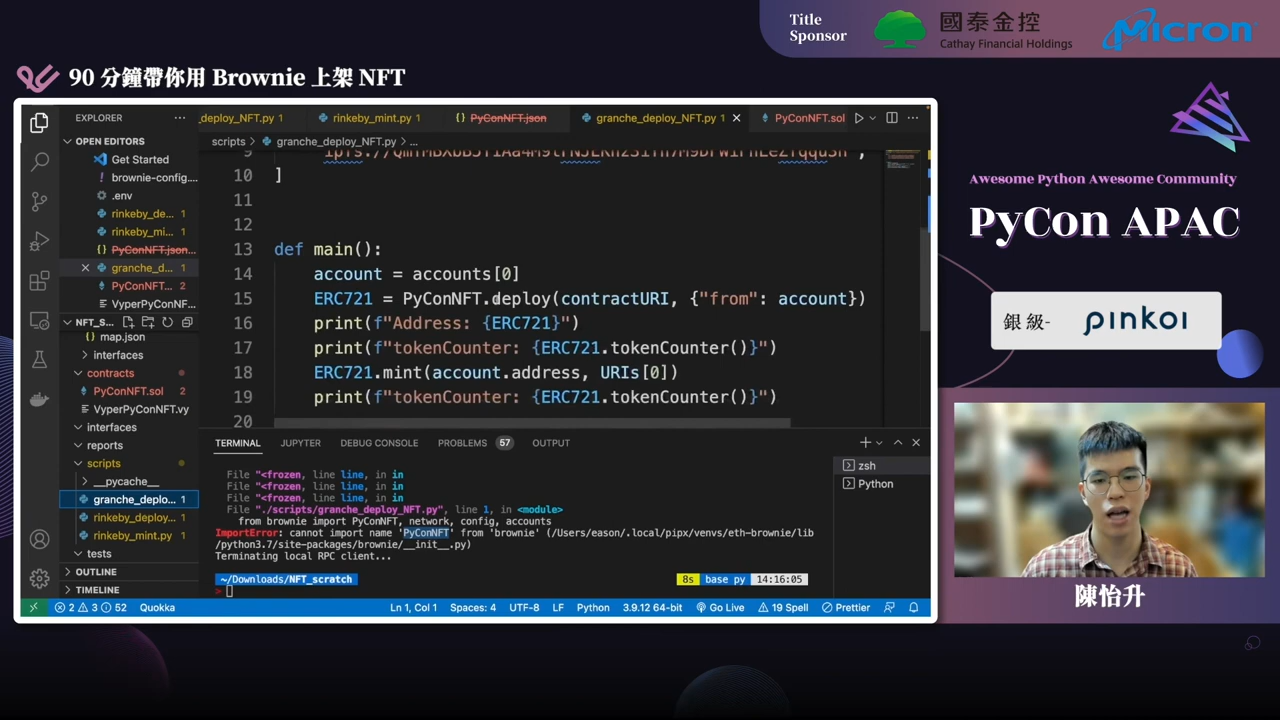 Title
Sponsor
國泰金控
Cathay Financial Holdings
Micron
90 分鐘帶你用 Brownie 上架 NFT
EXPLORER
OPEN EDITORS
Get Started
brownie-config....
.env
rinkeby_de... 1
rinkeby_mi... 1
PyConNFT.json...
granche_d... 1
PyConNFT... 2
VyperPyConNF...
NFT_S...
map.json
interfaces
contracts
PyConNFT.sol 2
VyperPyConNFT.vy
interfaces
reports
scripts
__pycache__
granche_deplo... 1
rinkeby_deploy... 1
rinkeby_mint.py 1
tests
OUTLINE
TIMELINE
_deploy_NFT.py 1
rinkeby_mint.py 1
PyConNFT.json
granche_deploy_NFT.py 1
PyConNFT.sol
scripts > granche_deploy_NFT.py > ...
9
10 ]
11
12
13 def main():
14 account = accounts[0]
15 ERC721 = PyConNFT.deploy(contractURI, {"from": account})
16 print(f"Address: {ERC721}")
17 print(f"tokenCounter: {ERC721.tokenCounter()}")
18 ERC721.mint(account.address, URIs[0])
19 print(f"tokenCounter: {ERC721.tokenCounter()}")
20
TERMINAL JUPYTER DEBUG CONSOLE PROBLEMS 57 OUTPUT
File "<frozen, line line, in in
File "<frozen, line line, in in
File "<frozen, line line, in in
File "./scripts/granche_deploy_NFT.py", line 1, in <module>
from brownie import PyConNFT, network, config, accounts
ImportError: cannot import name 'PyConNFT' from 'brownie' (/Users/eason/.local/pipx/venvs/eth-brownie/lib
/python3.7/site-packages/brownie/__init__.py)
Terminating local RPC client...
~/Downloads/NFT_scratch 8s base py 14:16:05
>
zsh
Python
2 3 52 Quokka Ln 1, Col 1 Spaces: 4 UTF-8 LF Python 3.9.12 64-bit Go Live 19 Spell Prettier
Awesome Python Awesome Community
PyCon APAC
銀 級-
pinkoi
陳怡升